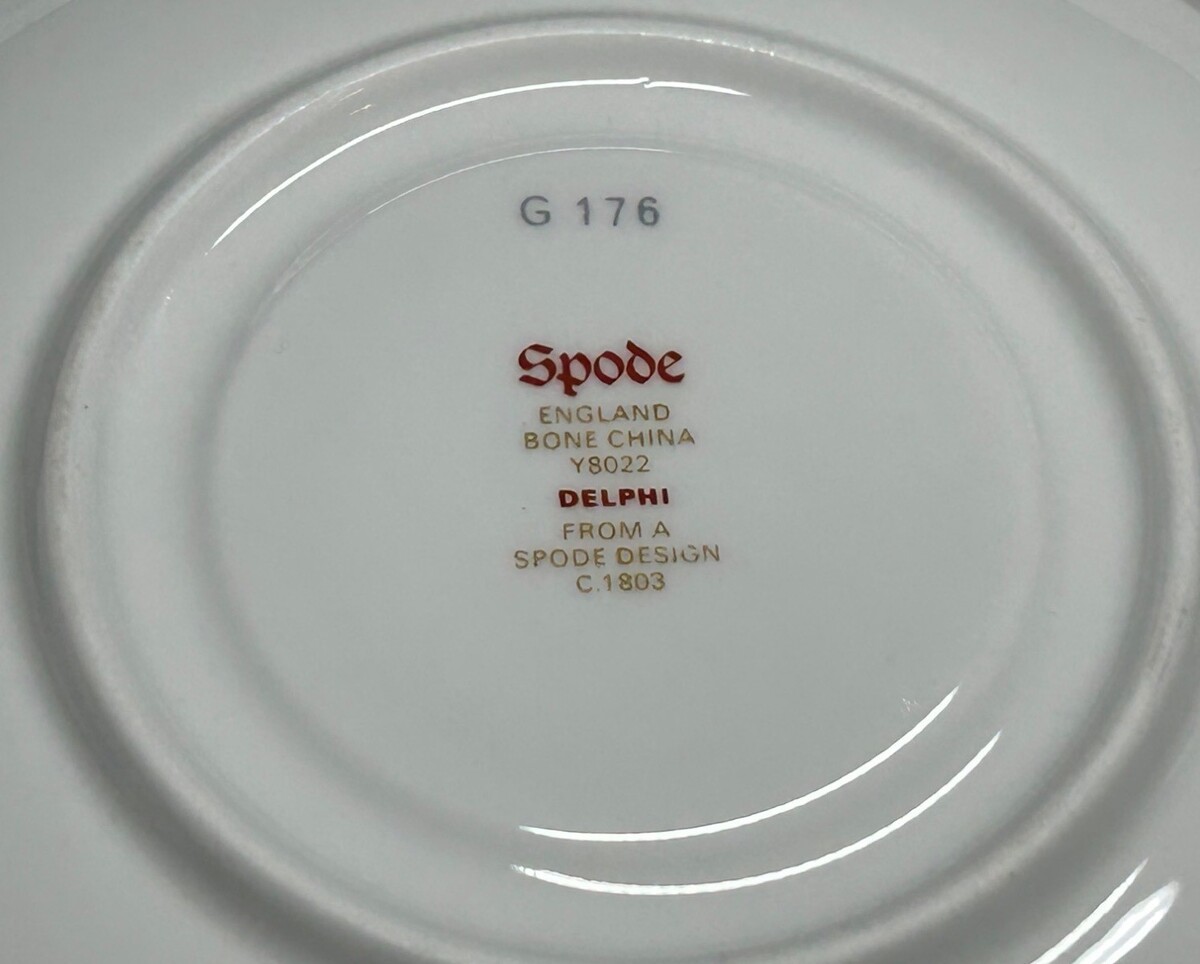 G 176
Spode
ENGLAND
BONE CHINA
Y8022
DELPHI
FROM A
SPODE DESIGN
C.1803